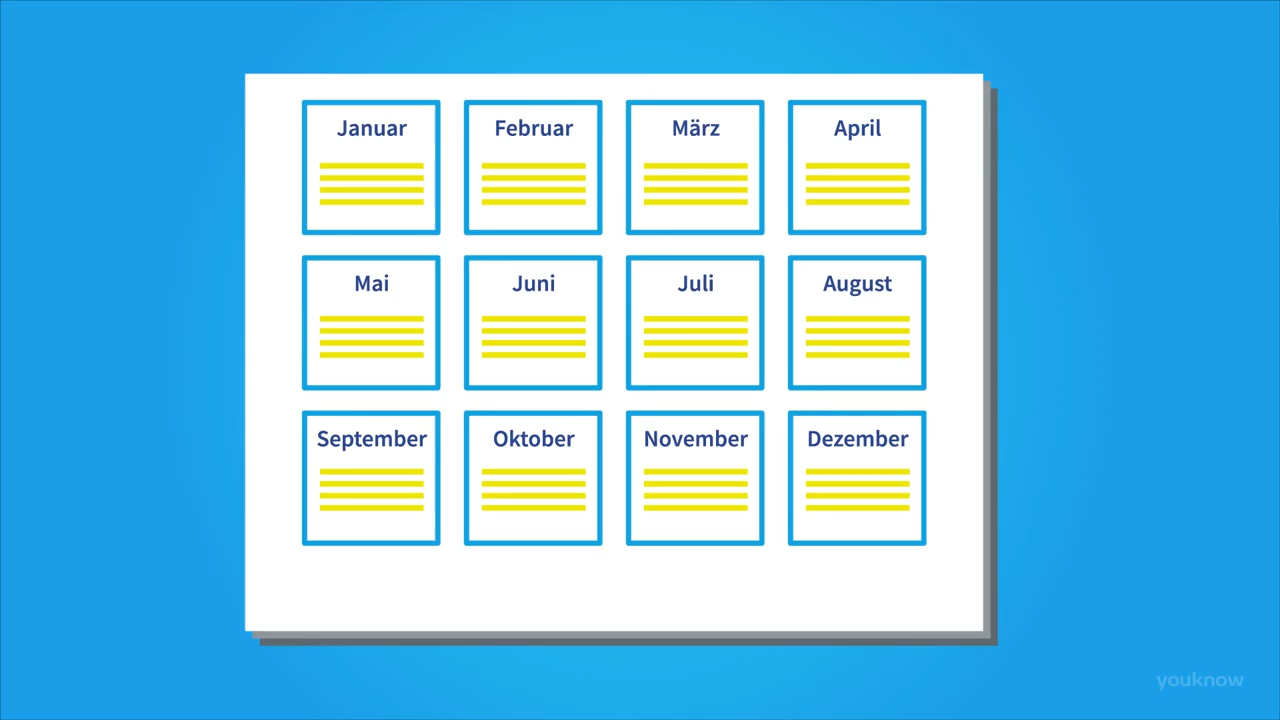 Januar
Februar
März
April
Mai
Juni
Juli
August
September
Oktober
November
Dezember
youknow